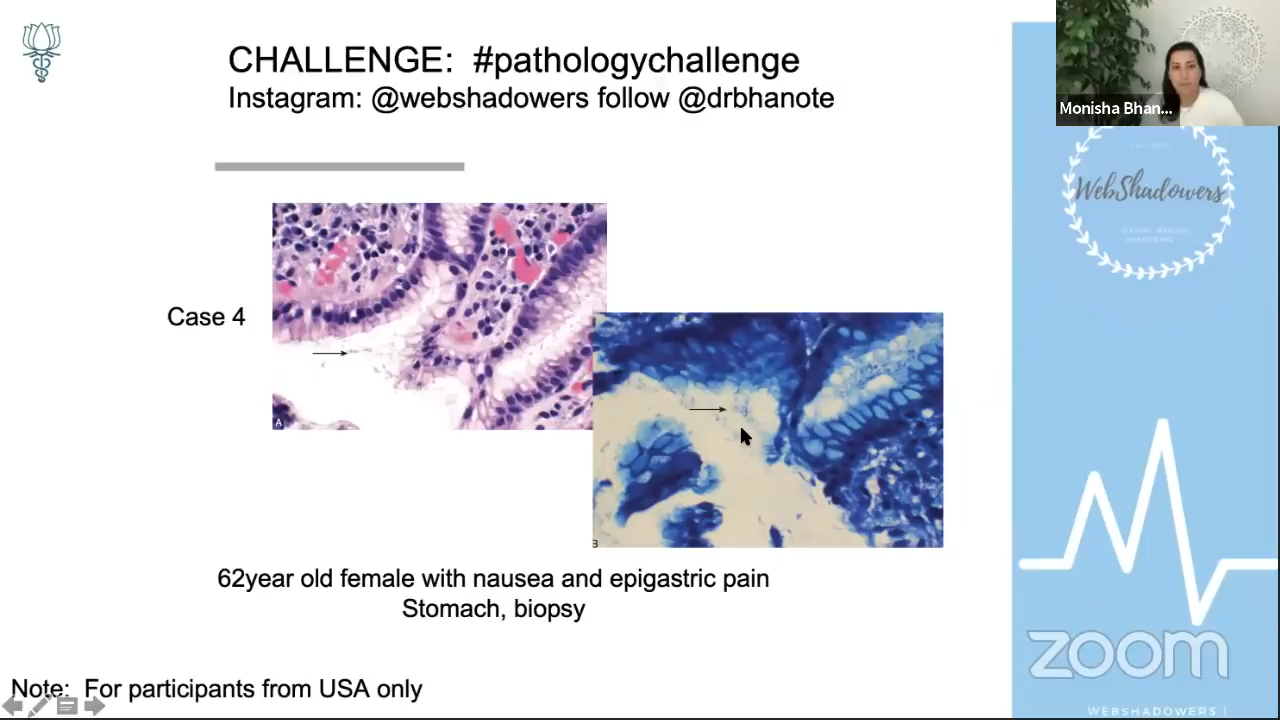 CHALLENGE: #pathologychallenge
Instagram: @webshadowers follow @drbhanote
Monisha Bhan...
WebShadowers
Case 4
A
B
62year old female with nausea and epigastric pain
Stomach, biopsy
Note: For participants from USA only
zoom
WEBSHADOWERS |